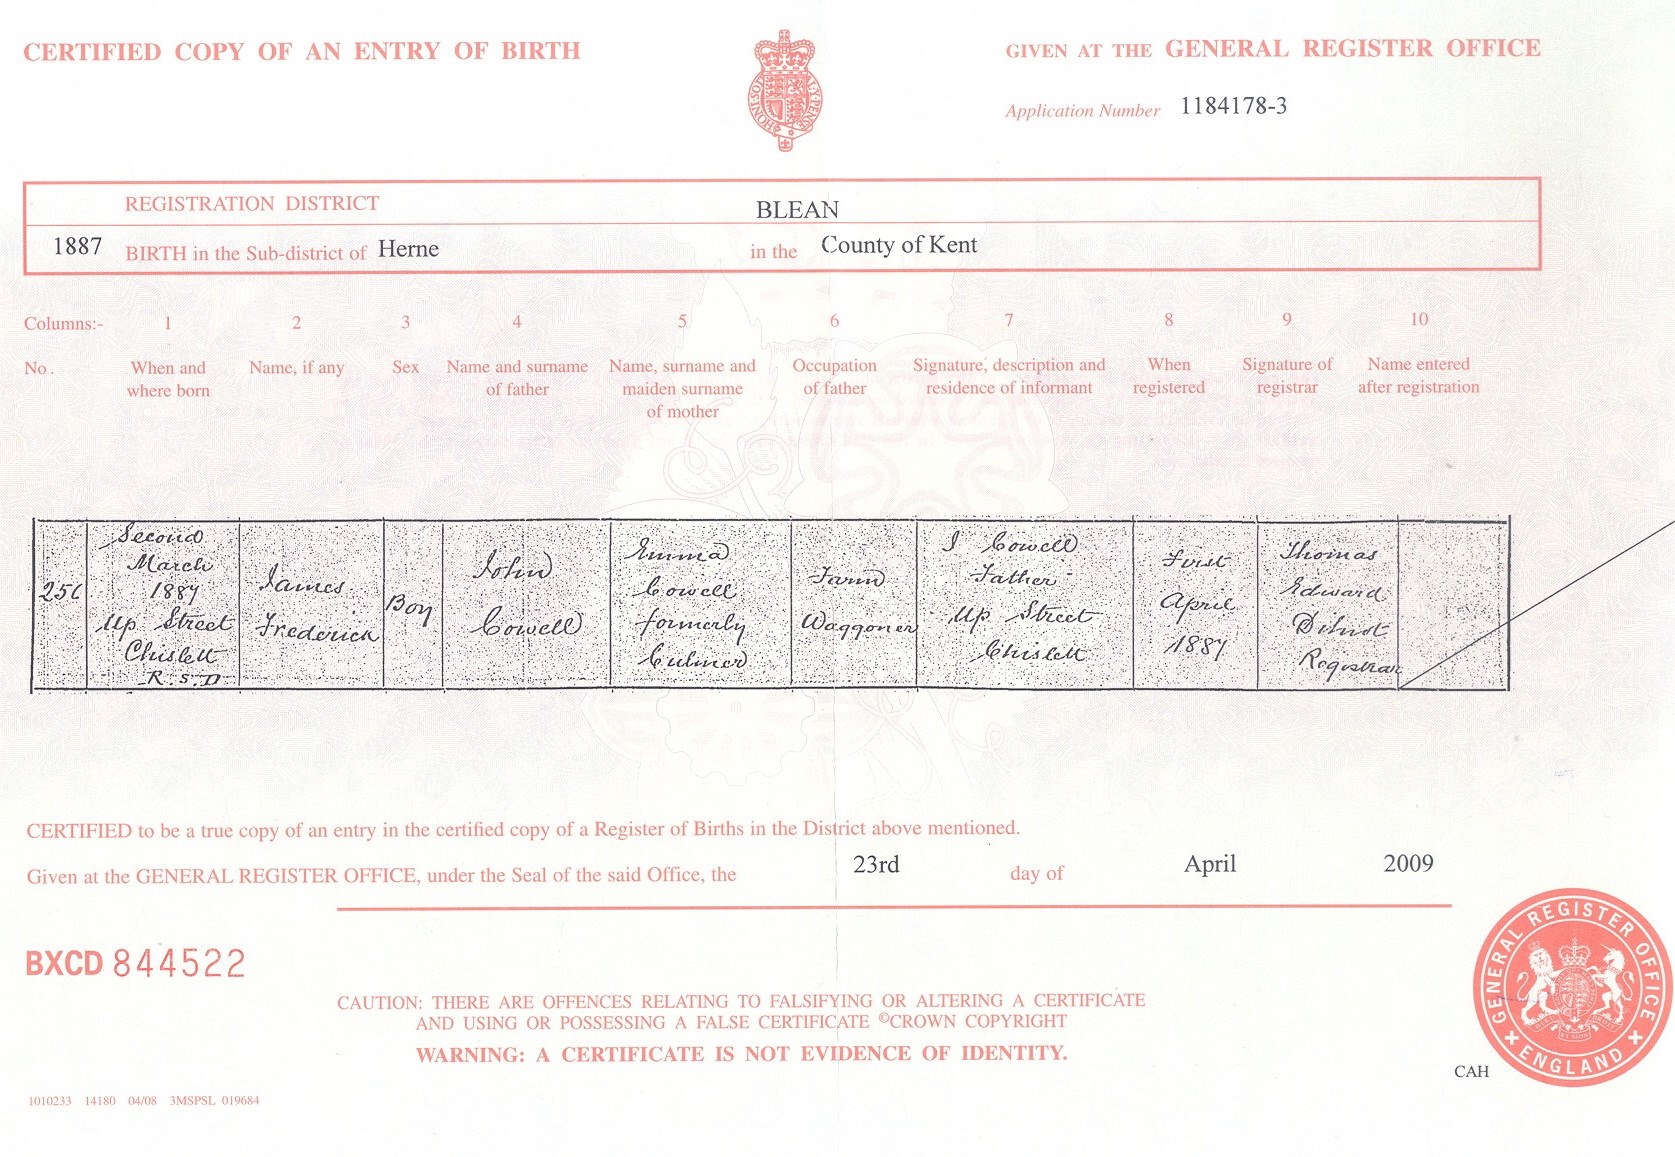 CERTIFIED COPY OF AN ENTRY OF BIRTH
GIVEN AT THE GENERAL REGISTER OFFICE
Application Number 1184178-3
REGISTRATION DISTRICT BLEAN
1887 BIRTH in the Sub-district of Herne in the County of Kent
Columns:- 1 2 3 4 5 6 7 8 9 10
No. When and where born Name, if any Sex Name and surname of father Name, surname and maiden surname of mother Occupation of father Signature, description and residence of informant When registered Signature of registrar Name entered after registration
Second
March
1887
Up Street
Chislett
R.S.D
James
Frederick
Boy
John
Cowell
Emma
Cowell
formerly
Culmer
Farm
Waggoner
J Cowell
Father
Up Street
Chislett
First
April
1887
Thomas
Edward
Registrar
CERTIFIED to be a true copy of an entry in the certified copy of a Register of Births in the District above mentioned.
Given at the GENERAL REGISTER OFFICE, under the Seal of the said Office, the 23rd day of April 2009
BXCD 844522
CAUTION: THERE ARE OFFENCES RELATING TO FALSIFYING OR ALTERING A CERTIFICATE
AND USING OR POSSESSING A FALSE CERTIFICATE ©CROWN COPYRIGHT
WARNING: A CERTIFICATE IS NOT EVIDENCE OF IDENTITY.
GENERAL REGISTER OFFICE
ENGLAND
CAH
1010233 14180 04/08 3MSPSL 019684